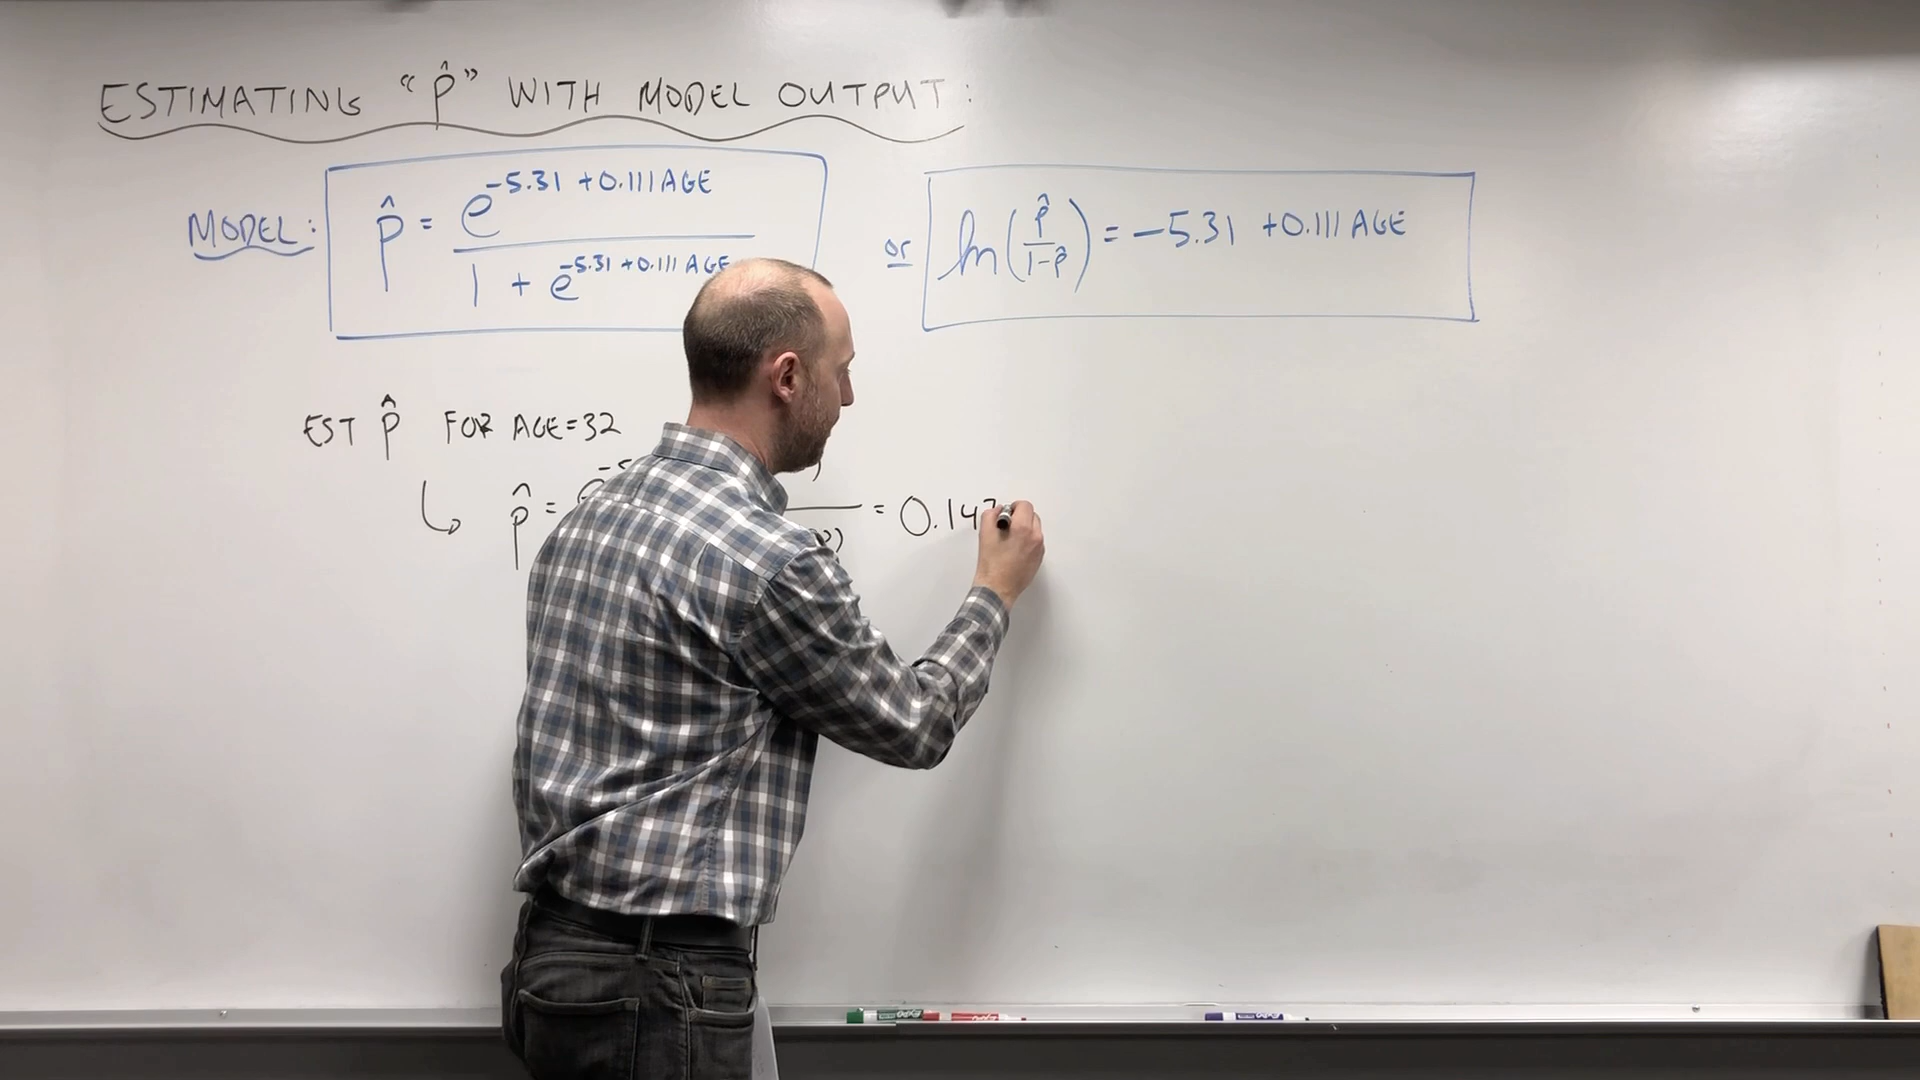 ESTIMATING "p̂" WITH MODEL OUTPUT:
MODEL: p̂ = e^(-5.31 +0.111 AGE) / (1 + e^(-5.31 +0.111 AGE)) or ln(p̂/(1-p̂)) = -5.31 +0.111 AGE
EST p̂ FOR AGE=32
p̂ = = 0.147